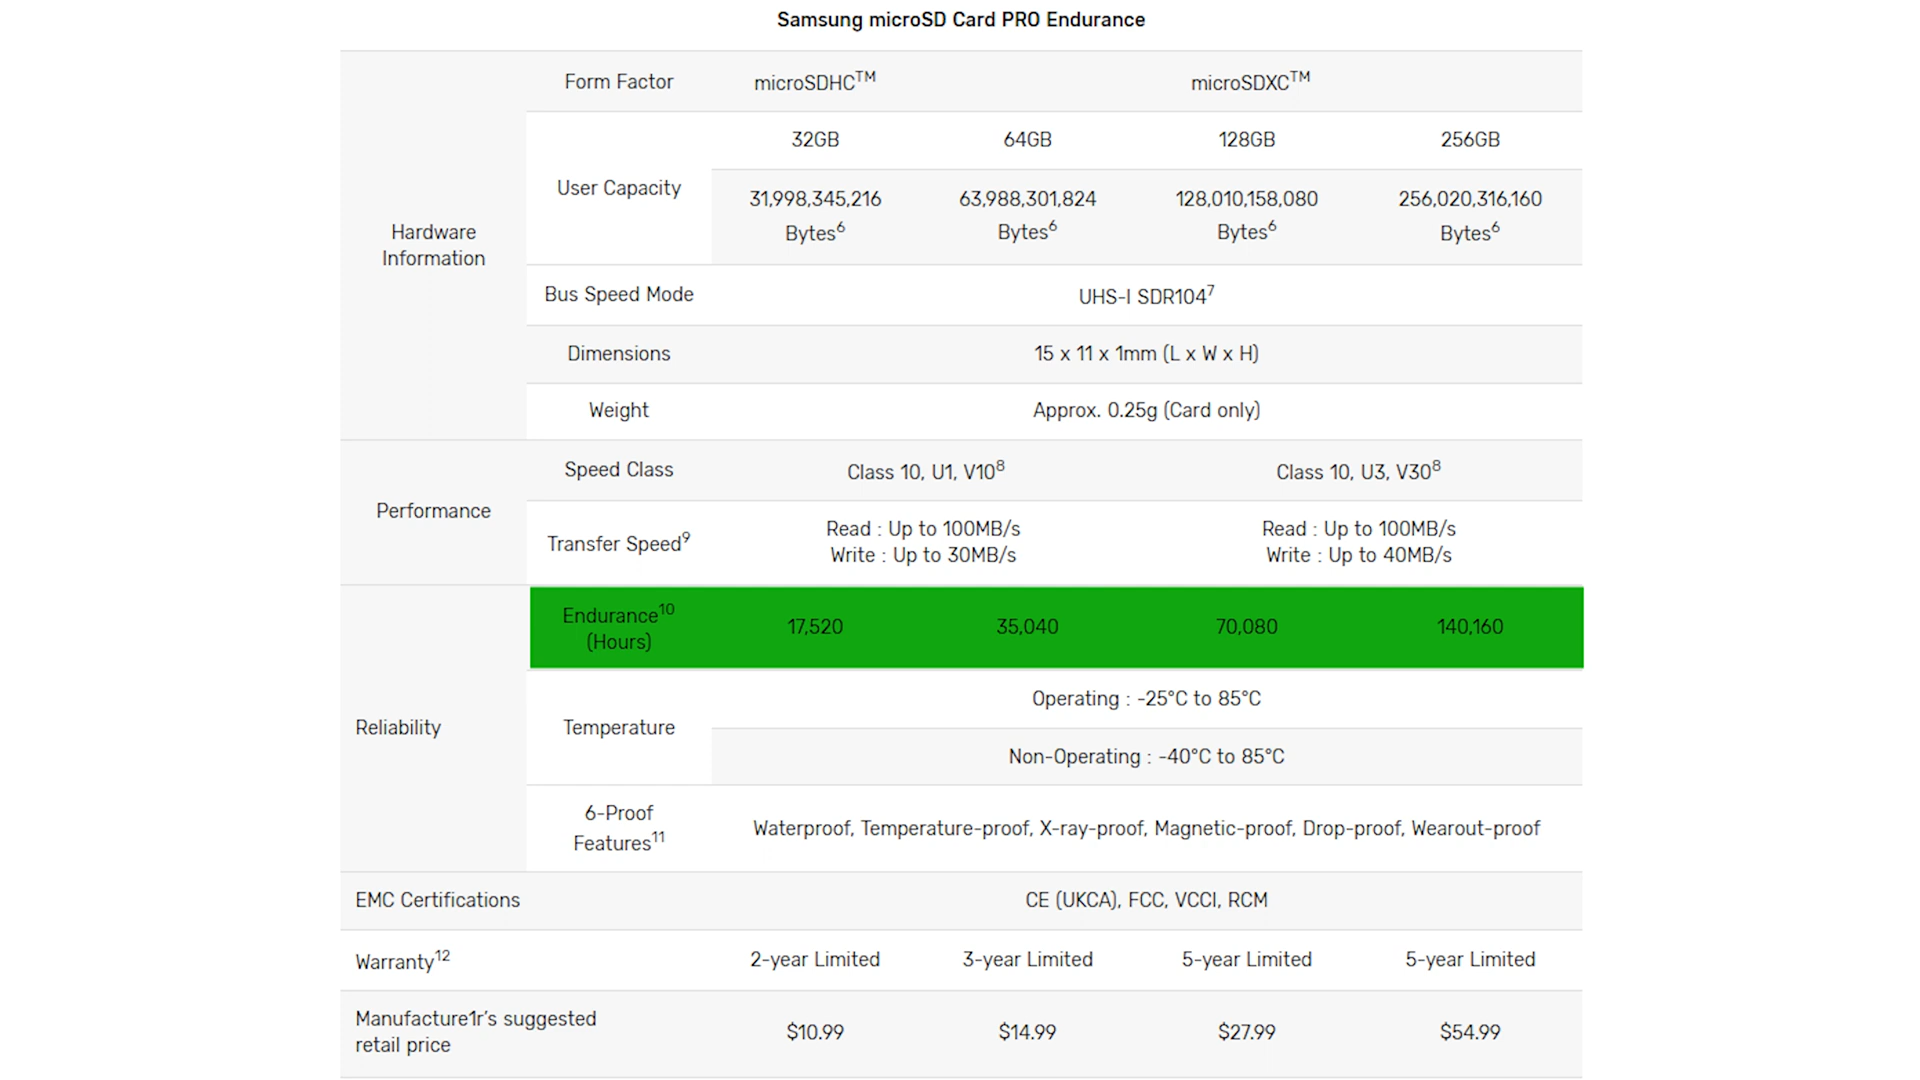 Samsung microSD Card PRO Endurance
Form Factor
microSDHC™
microSDXC™
Hardware
Information
User Capacity
32GB
64GB
128GB
256GB
31,998,345,216
Bytes6
63,988,301,824
Bytes6
128,010,158,080
Bytes6
256,020,316,160
Bytes6
Bus Speed Mode
UHS-I SDR1047
Dimensions
15 x 11 x 1mm (L x W x H)
Weight
Approx. 0.25g (Card only)
Performance
Speed Class
Class 10, U1, V108
Class 10, U3, V308
Transfer Speed9
Read : Up to 100MB/s
Write : Up to 30MB/s
Read : Up to 100MB/s
Write : Up to 40MB/s
Reliability
Endurance10
(Hours)
17,520
35,040
70,080
140,160
Temperature
Operating : -25°C to 85°C
Non-Operating : -40°C to 85°C
6-Proof
Features11
Waterproof, Temperature-proof, X-ray-proof, Magnetic-proof, Drop-proof, Wearout-proof
EMC Certifications
CE (UKCA), FCC, VCCI, RCM
Warranty12
2-year Limited
3-year Limited
5-year Limited
5-year Limited
Manufacture1r's suggested
retail price
$10.99
$14.99
$27.99
$54.99